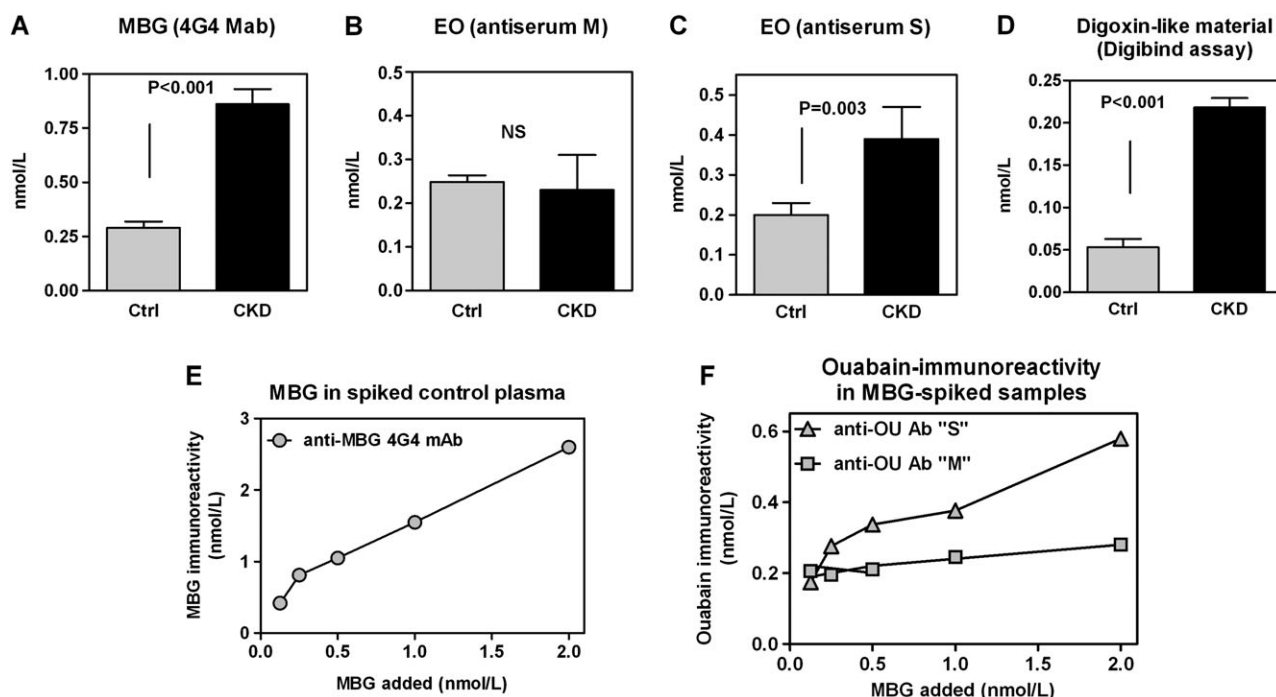 A
MBG (4G4 Mab)
1.00
0.75
0.50
0.25
0.00
nmol/L
P<0.001
Ctrl
CKD
B
EO (antiserum M)
0.5
0.4
0.3
0.2
0.1
0.0
nmol/L
NS
Ctrl
CKD
C
EO (antiserum S)
0.5
0.4
0.3
0.2
0.1
0.0
nmol/L
P=0.003
Ctrl
CKD
D
Digoxin-like material
(Digibind assay)
0.25
0.20
0.15
0.10
0.05
0.00
nmol/L
P<0.001
Ctrl
CKD
E
MBG in spiked control plasma
anti-MBG 4G4 mAb
MBG immunoreactivity
(nmol/L)
3
2
1
0
0.0 0.5 1.0 1.5 2.0
MBG added (nmol/L)
F
Ouabain-immunoreactivity
in MBG-spiked samples
anti-OU Ab "S"
anti-OU Ab "M"
Ouabain immunoreactivity
(nmol/L)
0.6
0.4
0.2
0.0
0.0 0.5 1.0 1.5 2.0
MBG added (nmol/L)